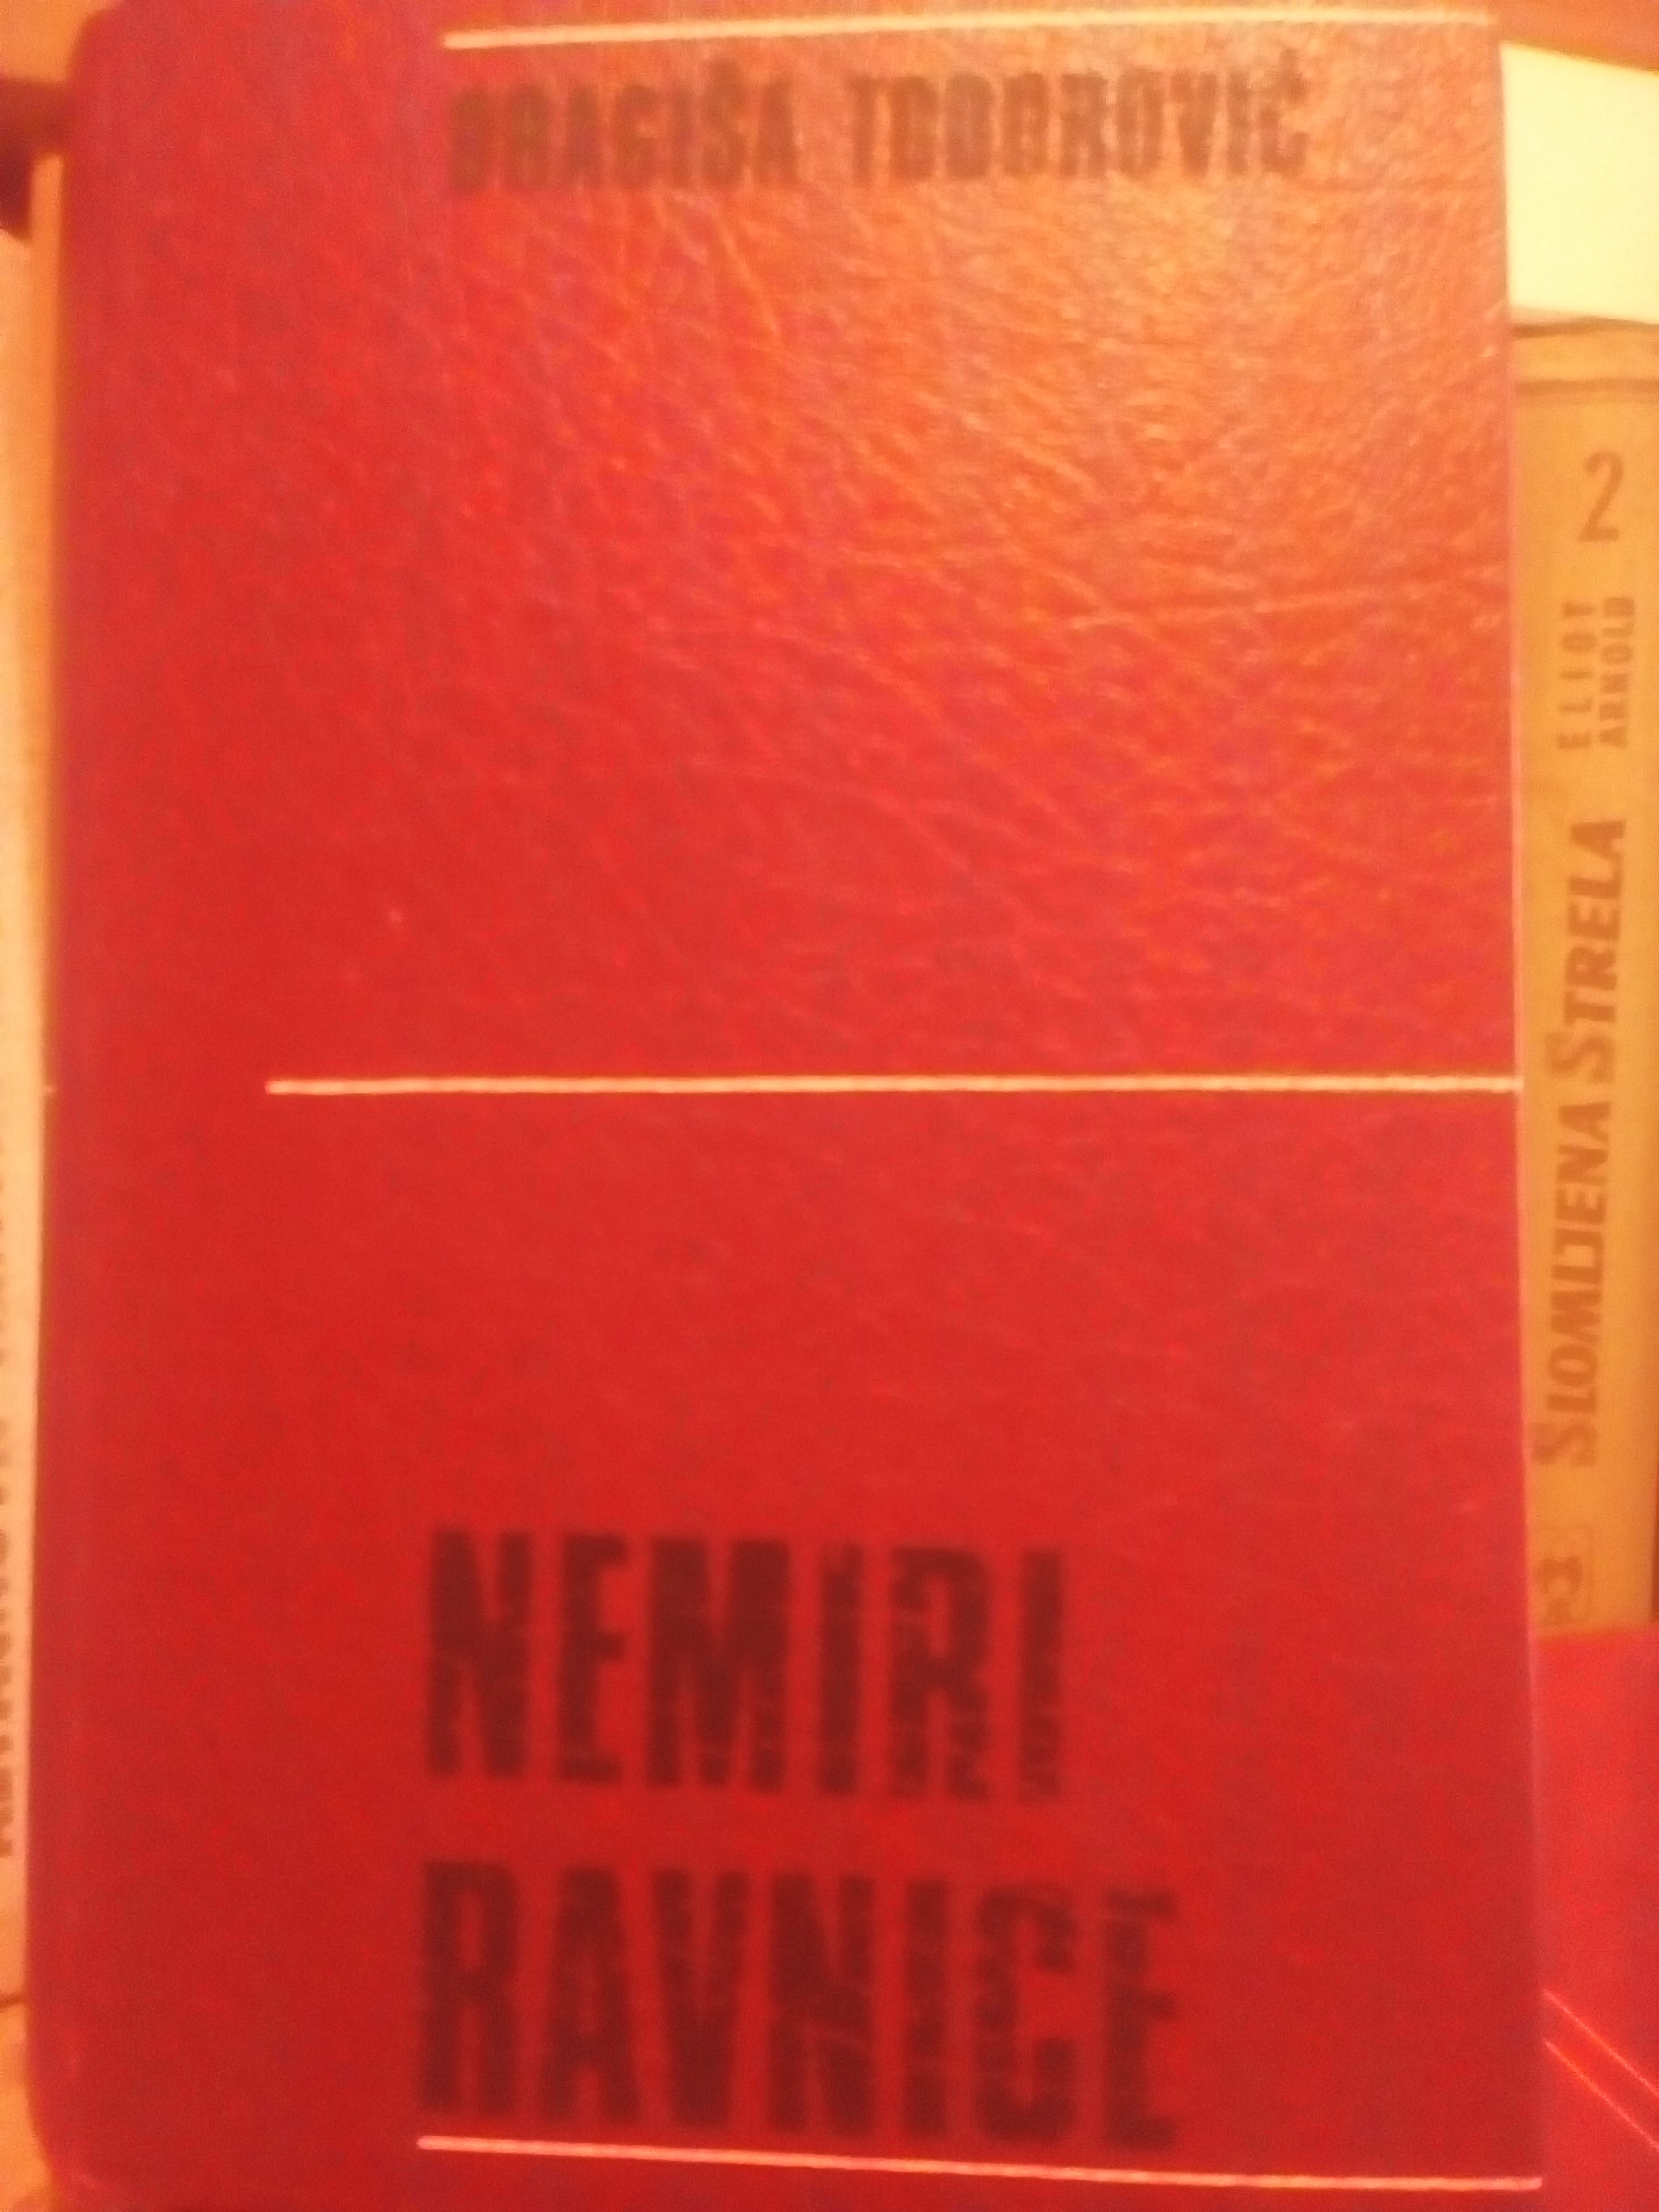 DRAGIŠA TODOROVIĆ
NEMIRI
RAVNICE
2
ELIOT
ARNOLD
SLOMLJENA STRELA